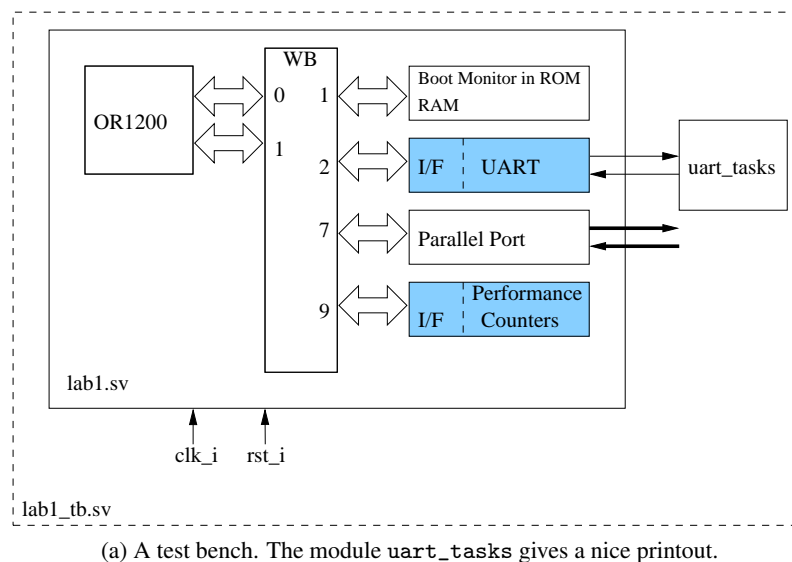 WB
OR1200
0
1
1
2
7
9
Boot Monitor in ROM
RAM
I/F
UART
Parallel Port
I/F
Performance
Counters
uart_tasks
lab1.sv
clk_i
rst_i
lab1_tb.sv
(a) A test bench. The module uart_tasks gives a nice printout.